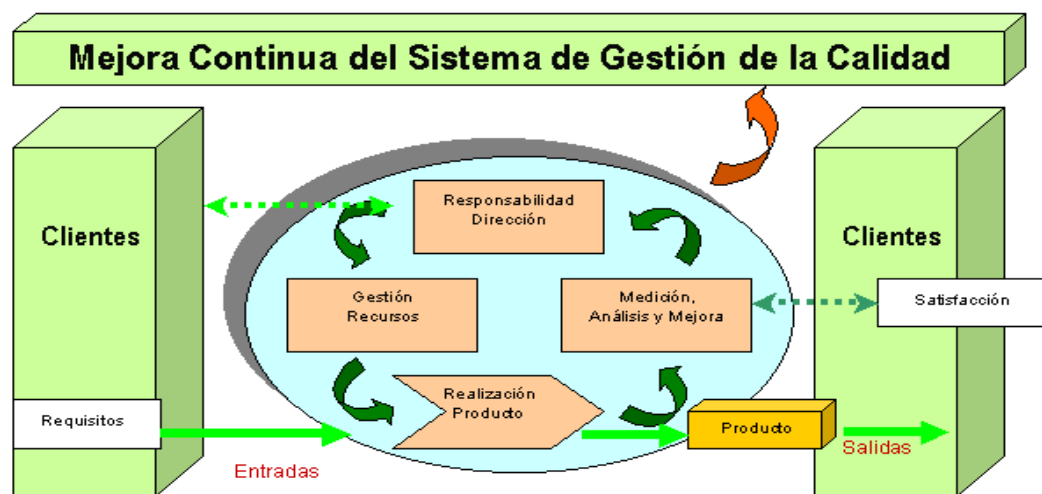 Mejora Continua del Sistema de Gestión de la Calidad
Clientes
Responsabilidad
Dirección
Clientes
Gestión
Recursos
Medición,
Análisis y Mejora
Satisfacción
Requisitos
Realización
Producto
Producto
Entradas
Salidas